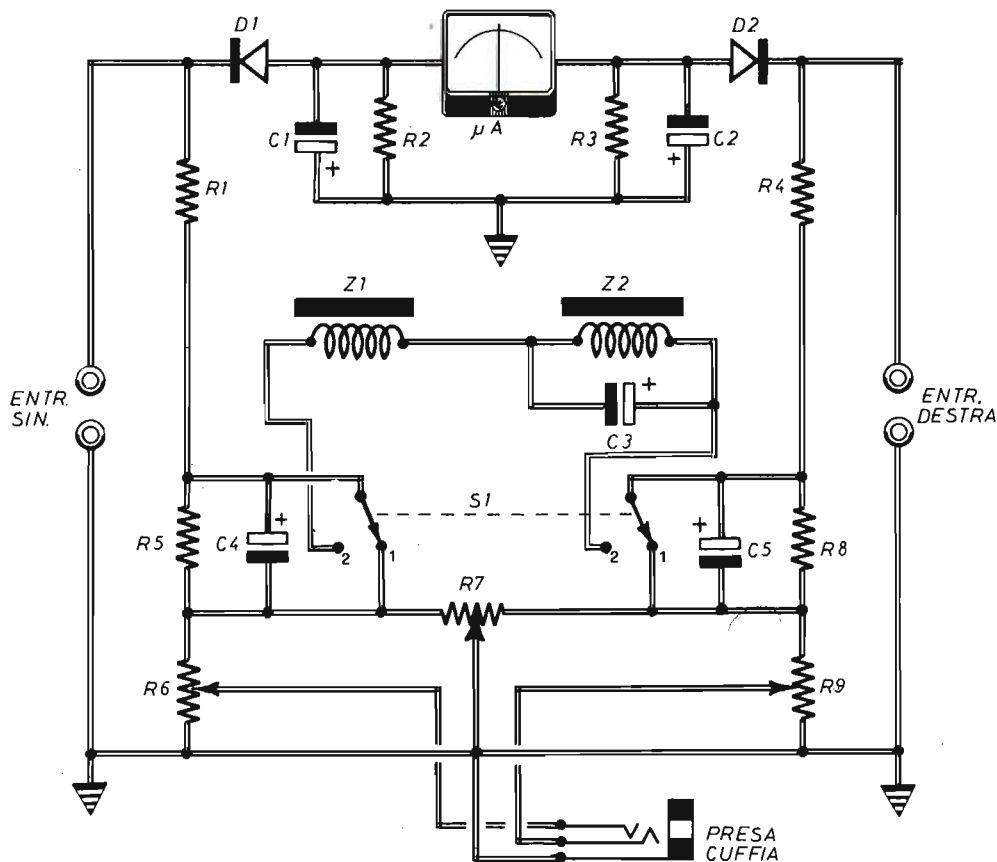 D1
D2
µA
C1
+
R2
R3
C2
+
R1
R4
Z1
Z2
+
C3
ENTR.
SIN.
ENTR.
DESTRA
S1
R5
C4
+
2
1
2
1
+
C5
R8
R7
R6
R9
PRESA
CUFFIA